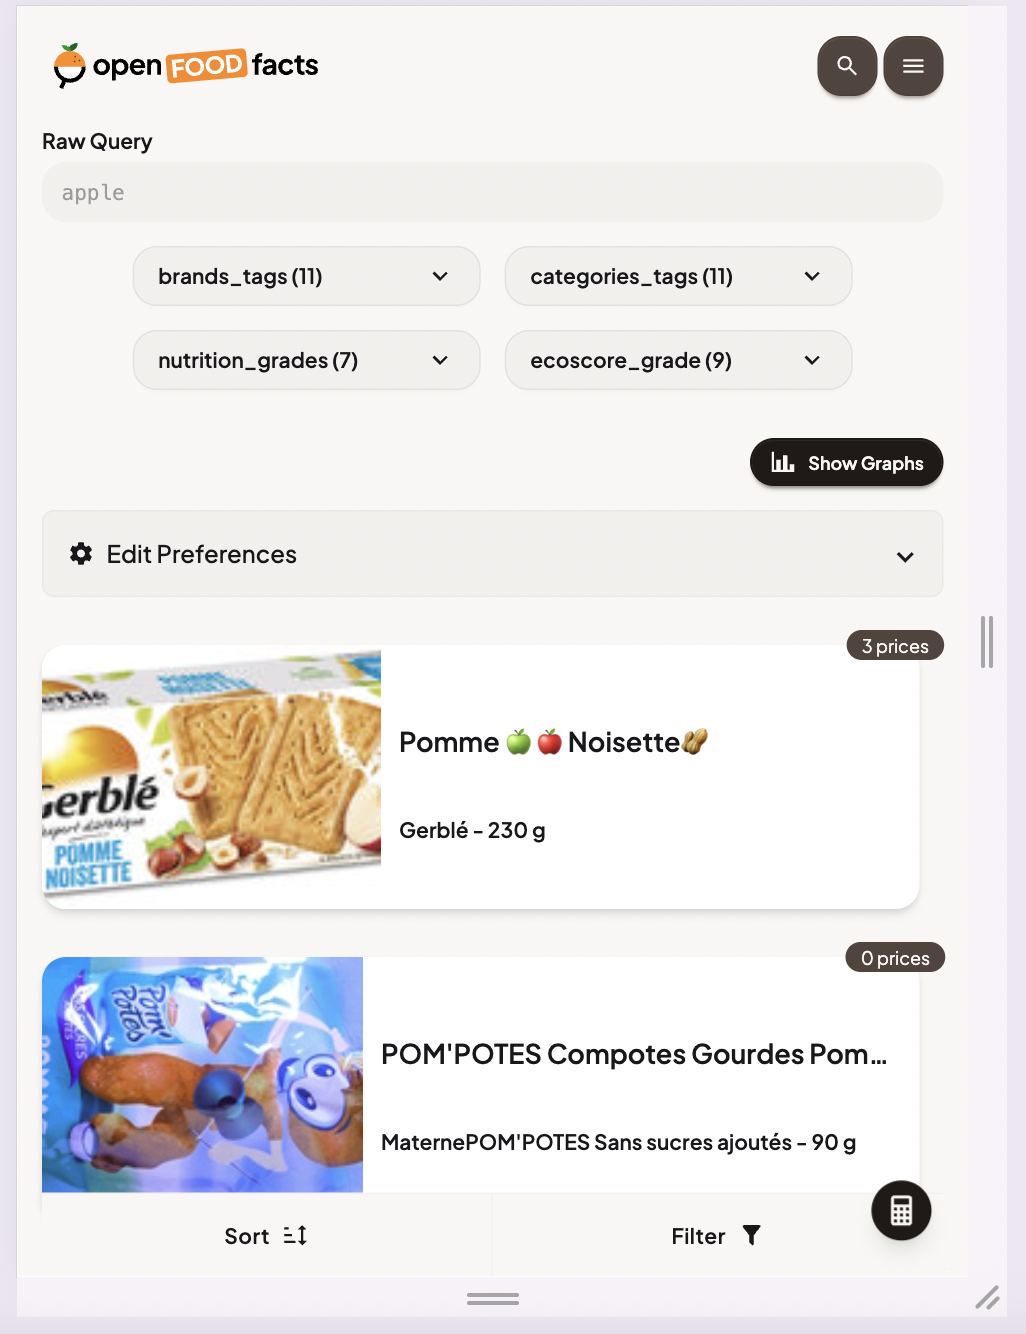 open FOOD facts
Raw Query
apple
brands_tags (11)
categories_tags (11)
nutrition_grades (7)
ecoscore_grade (9)
Show Graphs
Edit Preferences
3 prices
Gerblé
POMME
NOISETTE
Pomme 🍏🍎 Noisette🥜
Gerblé - 230 g
0 prices
Pom'
Potes
POM'POTES Compotes Gourdes Pom...
MaternePOM'POTES Sans sucres ajoutés - 90 g
Sort
Filter